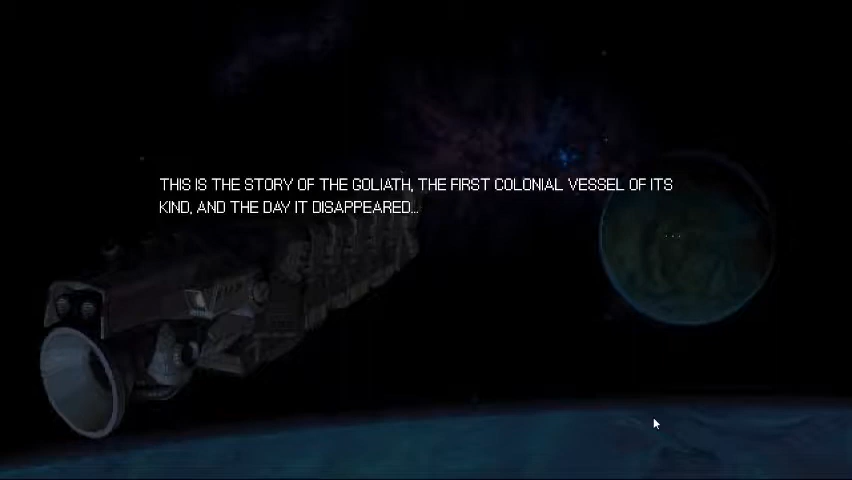 THIS IS THE STORY OF THE GOLIATH, THE FIRST COLONIAL VESSEL OF ITS
KIND, AND THE DAY IT DISAPPEARED...
...